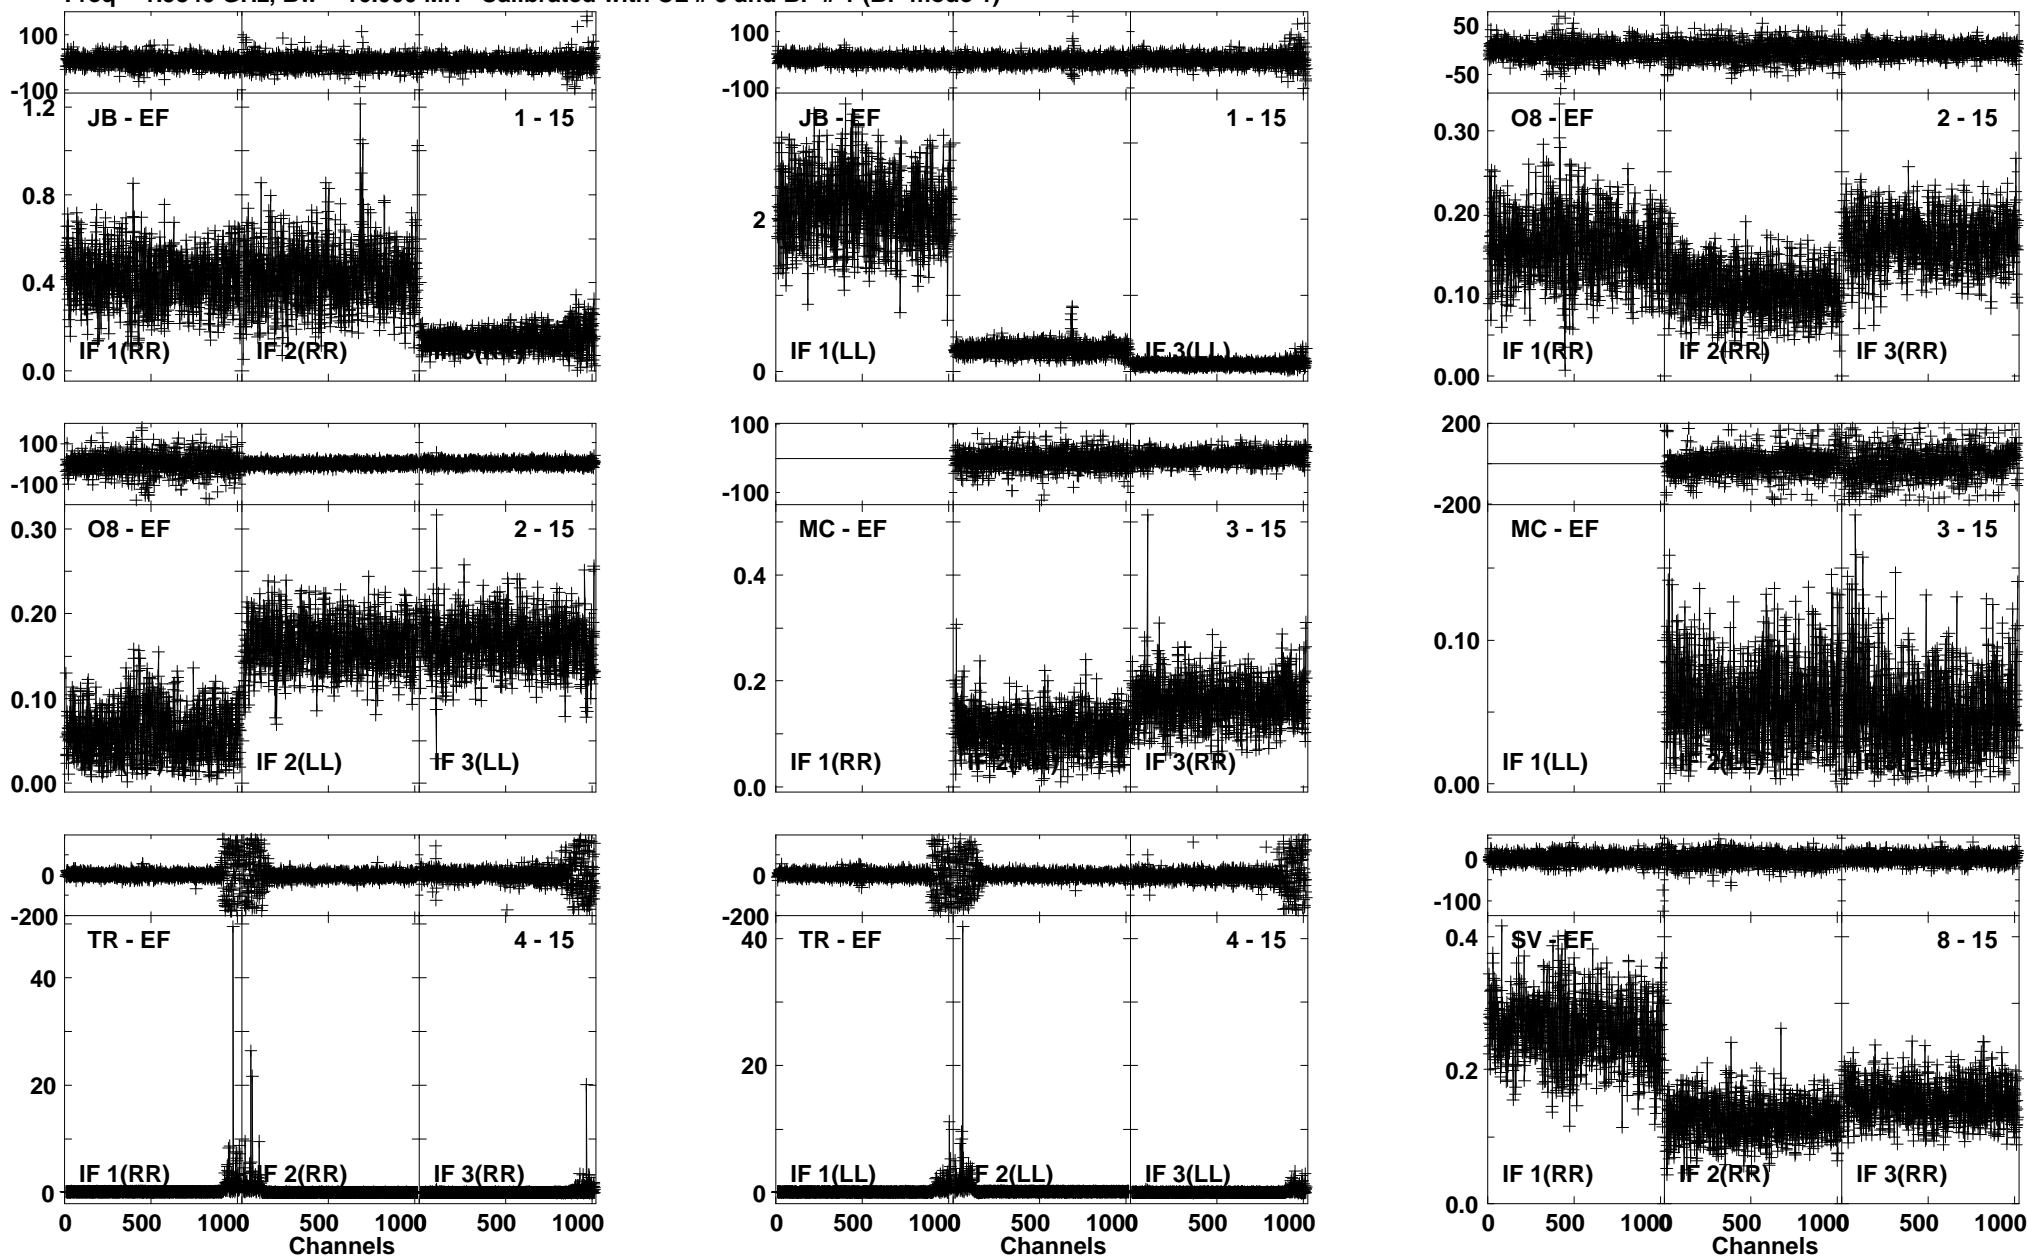 Calibrated with and (BP mode 1)
100
-100
1.2
0.8
0.4
0.0
JB - EF
1 - 15
IF 1(RR)
IF 2(RR)
100
-100
2
0
JB - EF
1 - 15
IF 1(LL)
IF 3(LL)
50
-50
0.30
0.20
0.10
0.00
O8 - EF
2 - 15
IF 1(RR)
IF 2(RR)
IF 3(RR)
100
-100
0.30
0.20
0.10
0.00
O8 - EF
2 - 15
IF 2(LL)
IF 3(LL)
100
-100
0.4
0.2
0.0
MC - EF
3 - 15
IF 1(RR)
IF 3(RR)
200
-200
0.10
0.00
MC - EF
3 - 15
IF 1(LL)
0
-200
40
20
0
TR - EF
4 - 15
IF 1(RR)
IF 2(RR)
IF 3(RR)
0 500 1000 500 1000 500 1000
Channels
0
-200
40
20
0
TR - EF
4 - 15
IF 1(LL)
IF 2(LL)
IF 3(LL)
0 500 1000 500 1000 500 1000
Channels
0
-100
0.4
0.2
0.0
SV - EF
8 - 15
IF 1(RR)
IF 2(RR)
IF 3(RR)
0 500 1000 500 1000 500 1000
Channels